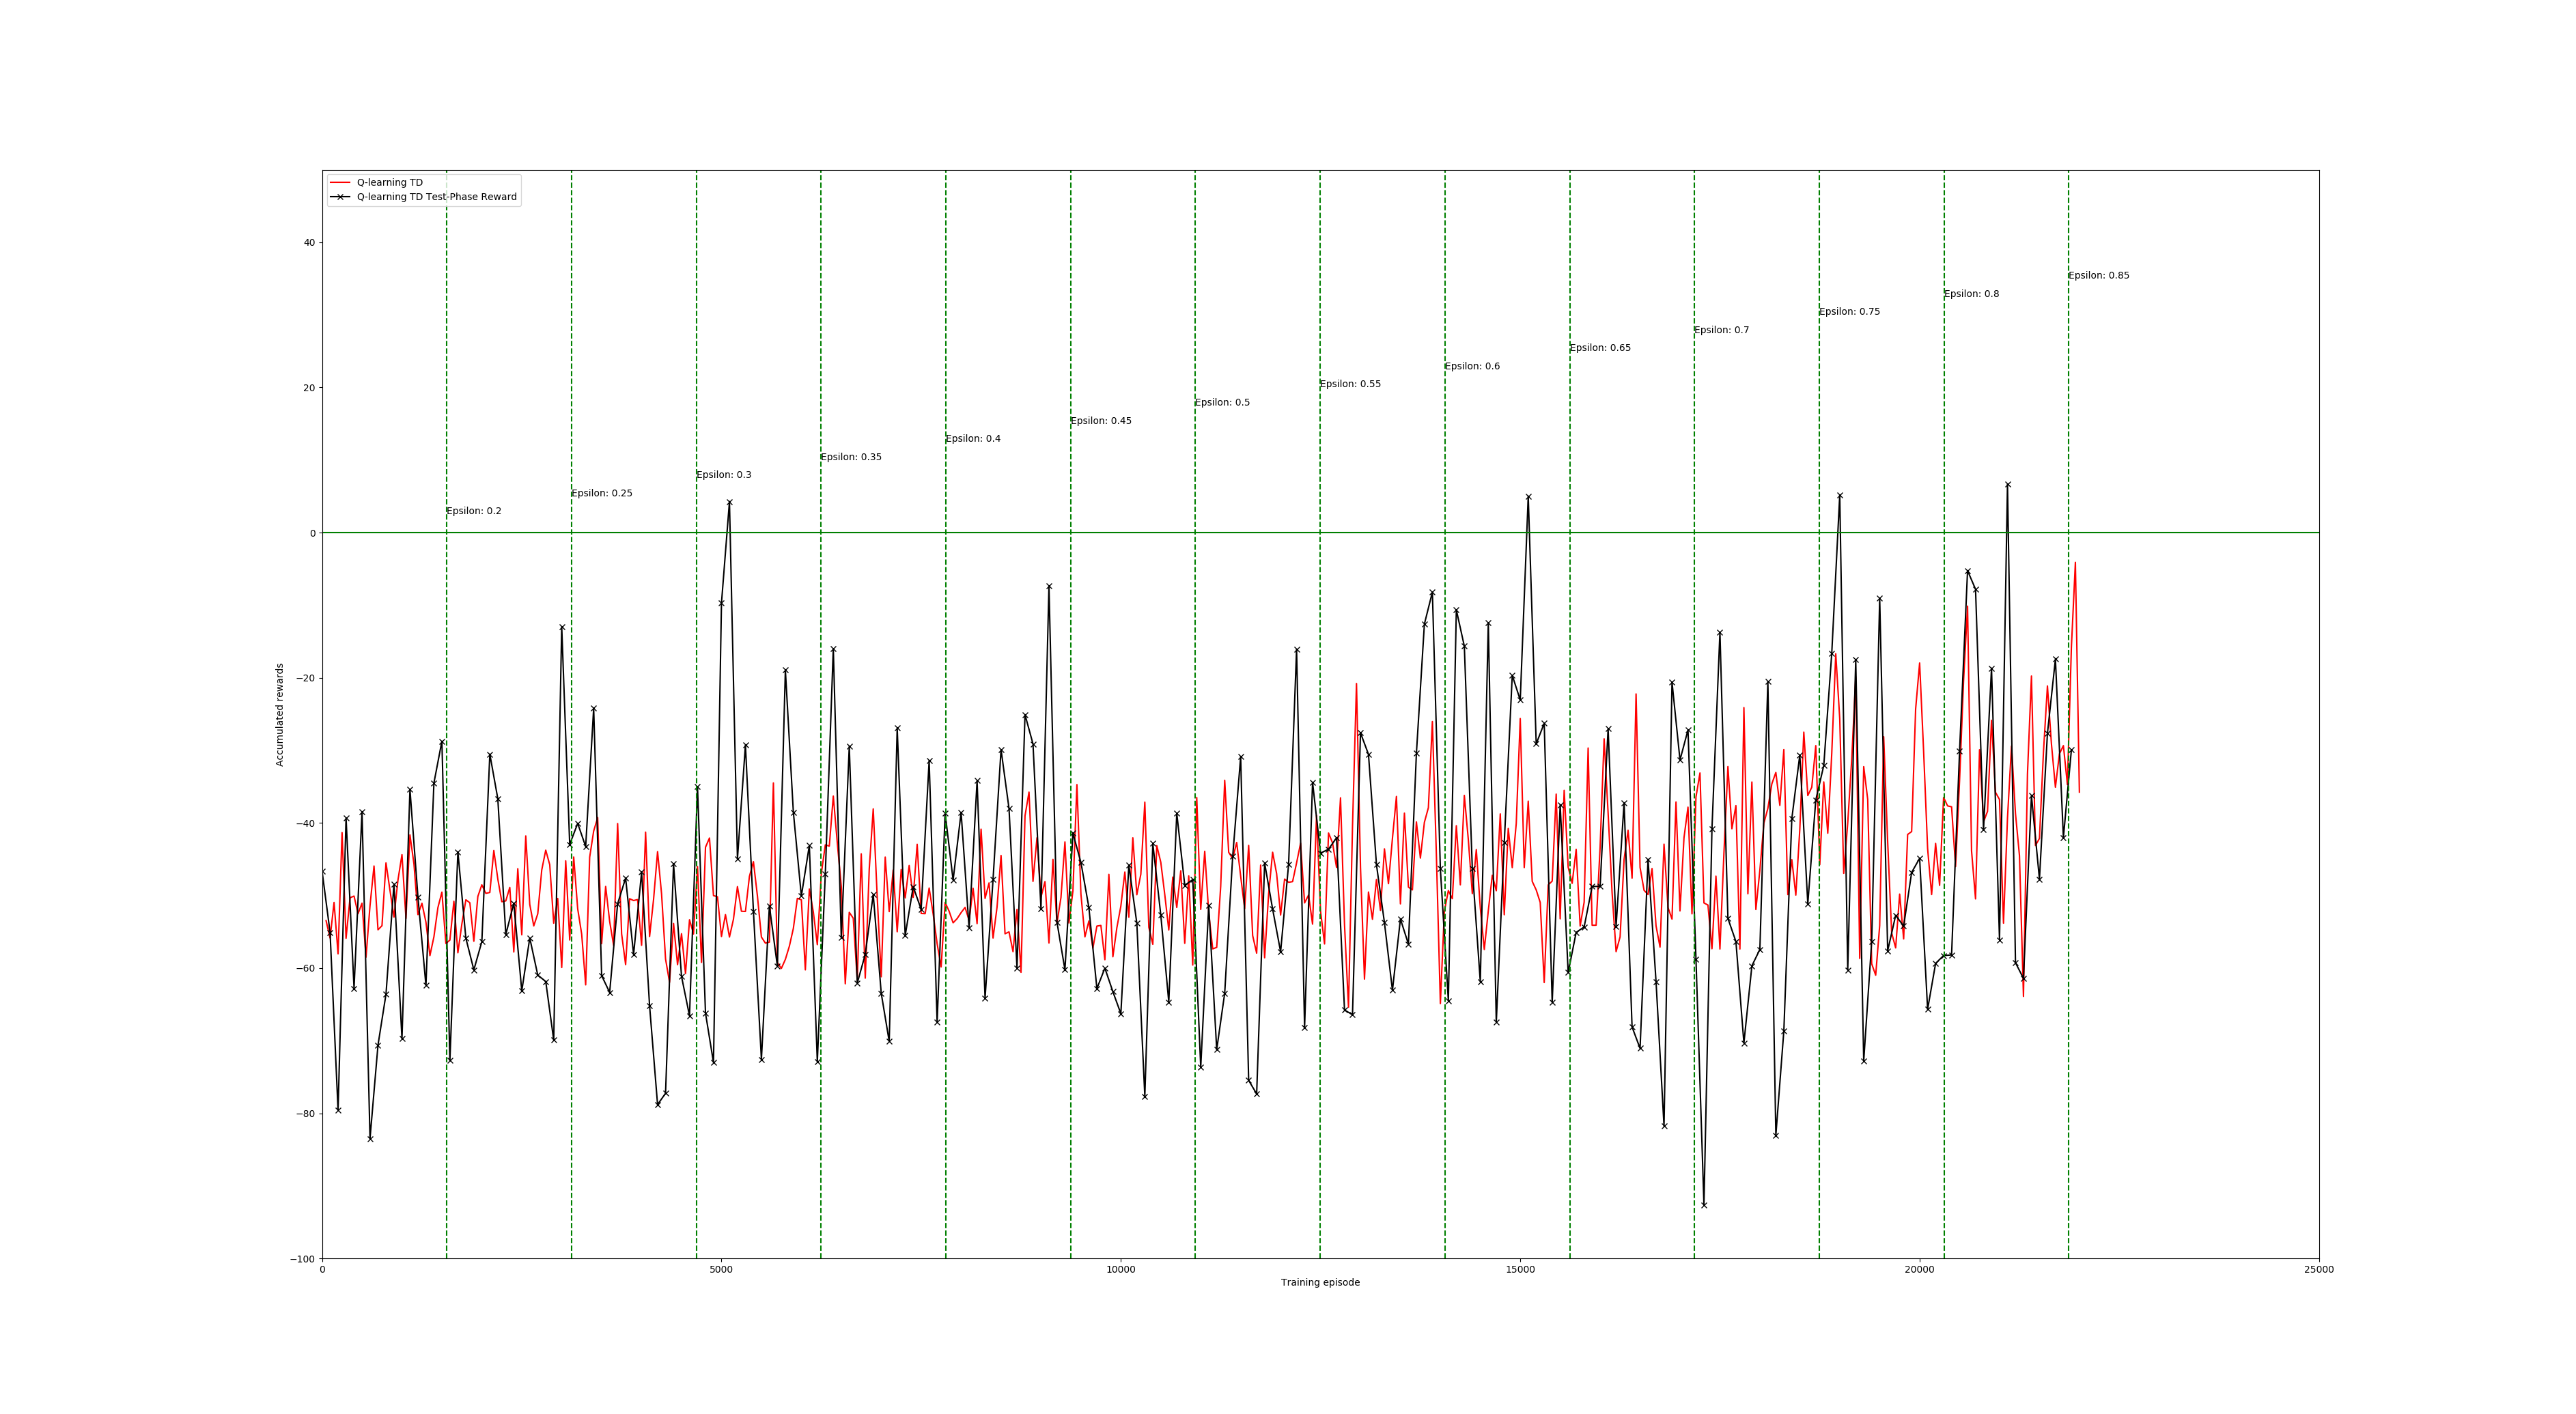 Q-learning TD
Q-learning TD Test-Phase Reward
40
20
0
−20
−40
−60
−80
−100
Accumulated rewards
Epsilon: 0.2
Epsilon: 0.25
Epsilon: 0.3
Epsilon: 0.35
Epsilon: 0.4
Epsilon: 0.45
Epsilon: 0.5
Epsilon: 0.55
Epsilon: 0.6
Epsilon: 0.65
Epsilon: 0.7
Epsilon: 0.75
Epsilon: 0.8
Epsilon: 0.85
0
5000
10000
15000
20000
25000
Training episode